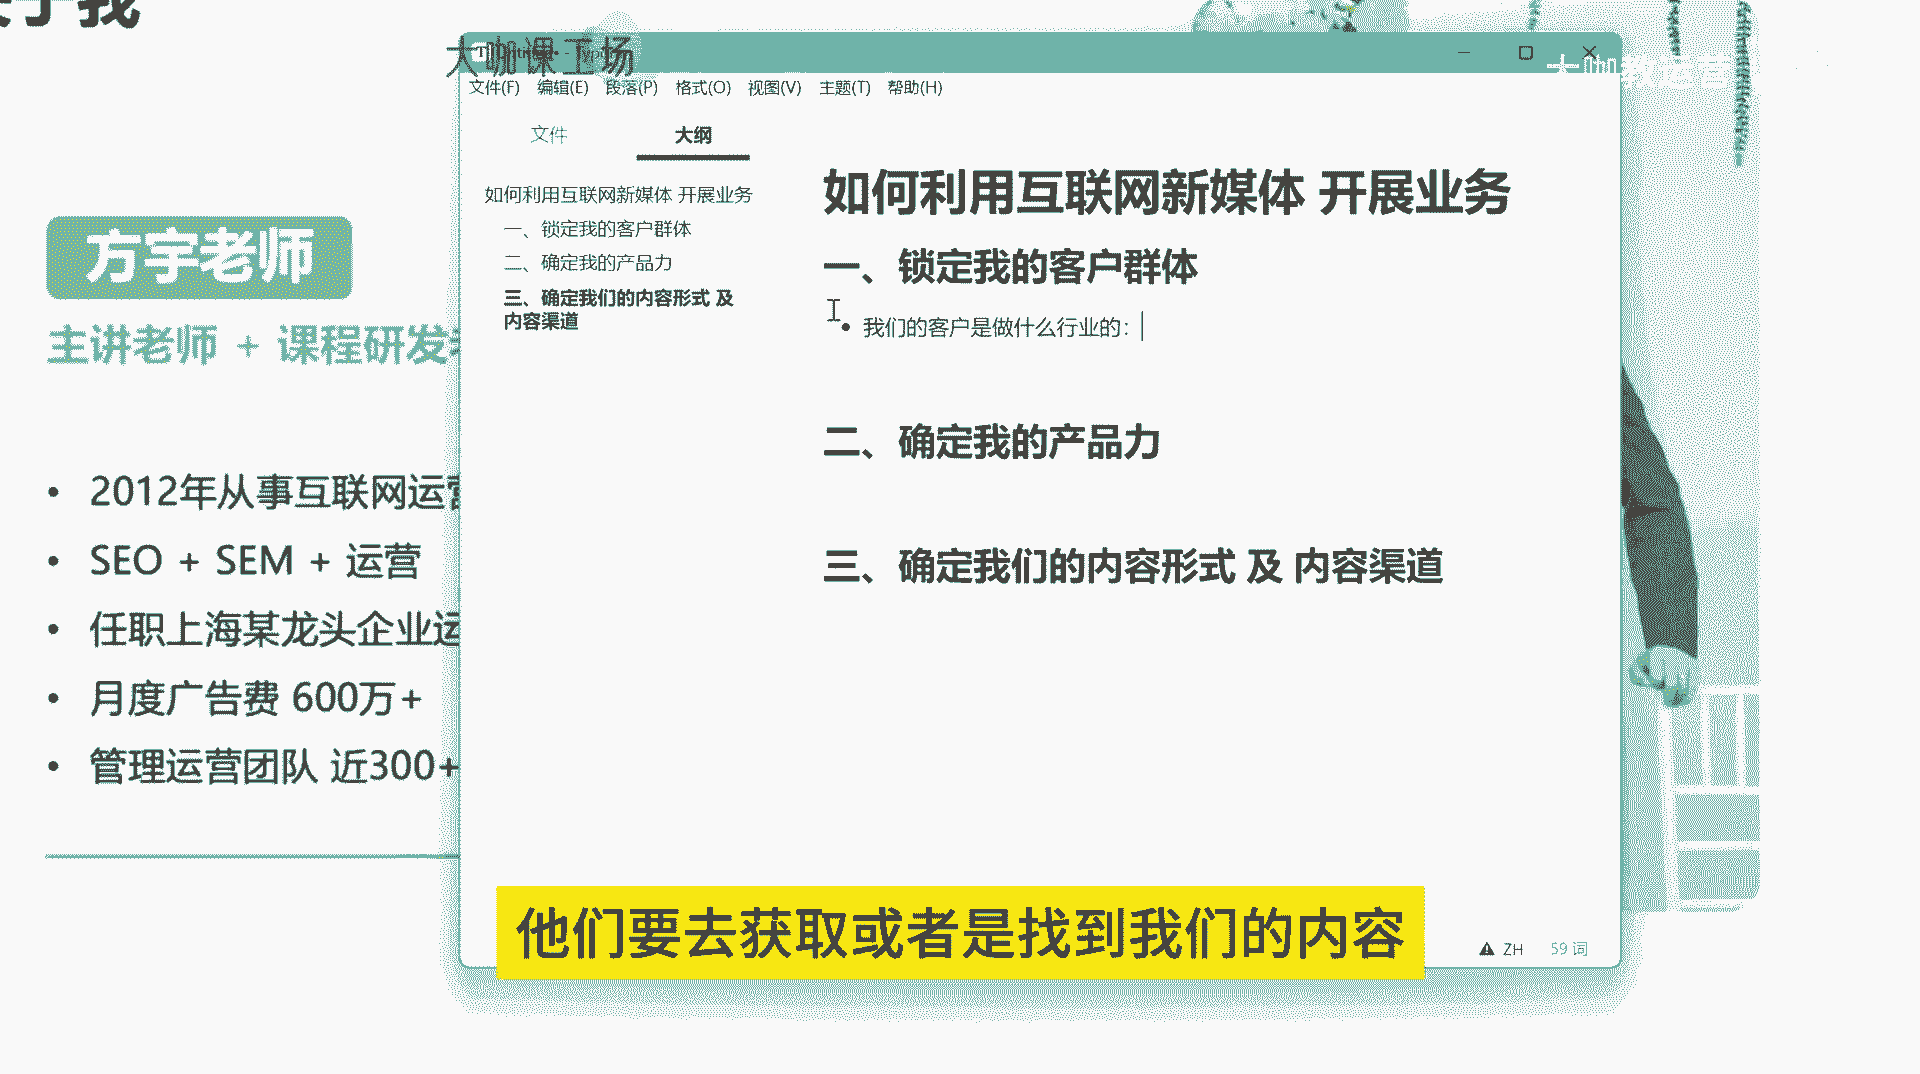 大咖课工场
大咖教运营
文件(F) 编辑(E) 段落(P) 格式(O) 视图(V) 主题(T) 帮助(H)
文件 大纲
如何利用互联网新媒体 开展业务
一、锁定我的客户群体
二、确定我的产品力
三、确定我们的内容形式 及
内容渠道
如何利用互联网新媒体 开展业务
一、锁定我的客户群体
• 我们的客户是做什么行业的：
二、确定我的产品力
三、确定我们的内容形式 及 内容渠道
ZH 59 词
方宇老师
主讲老师 + 课程研发
• 2012年从事互联网运营
• SEO + SEM + 运营
• 任职上海某龙头企业运
• 月度广告费 600万+
• 管理运营团队 近300+
他们要去获取或者是找到我们的内容